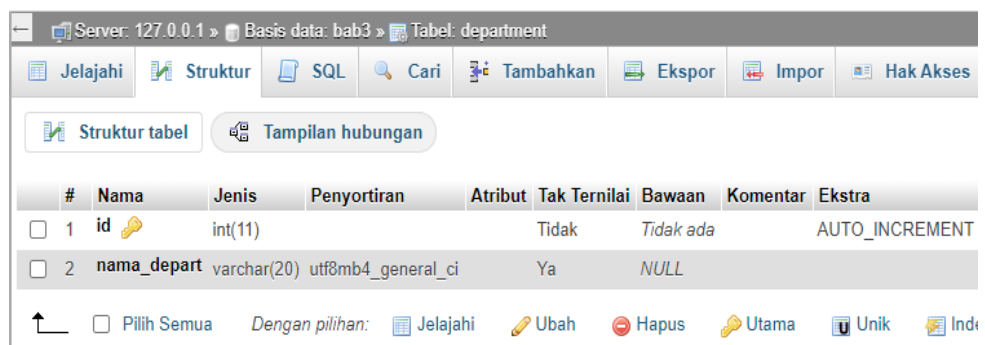 Server: 127.0.0.1 » Basis data: bab3 » Tabel: department
Jelajahi Struktur SQL Cari Tambahkan Ekspor Impor Hak Akses
Struktur tabel Tampilan hubungan
# Nama Jenis Penyortiran Atribut Tak Ternilai Bawaan Komentar Ekstra
1 id int(11) Tidak Tidak ada AUTO_INCREMENT
2 nama_depart varchar(20) utf8mb4_general_ci Ya NULL
Pilih Semua Dengan pilihan: Jelajahi Ubah Hapus Utama Unik Inde